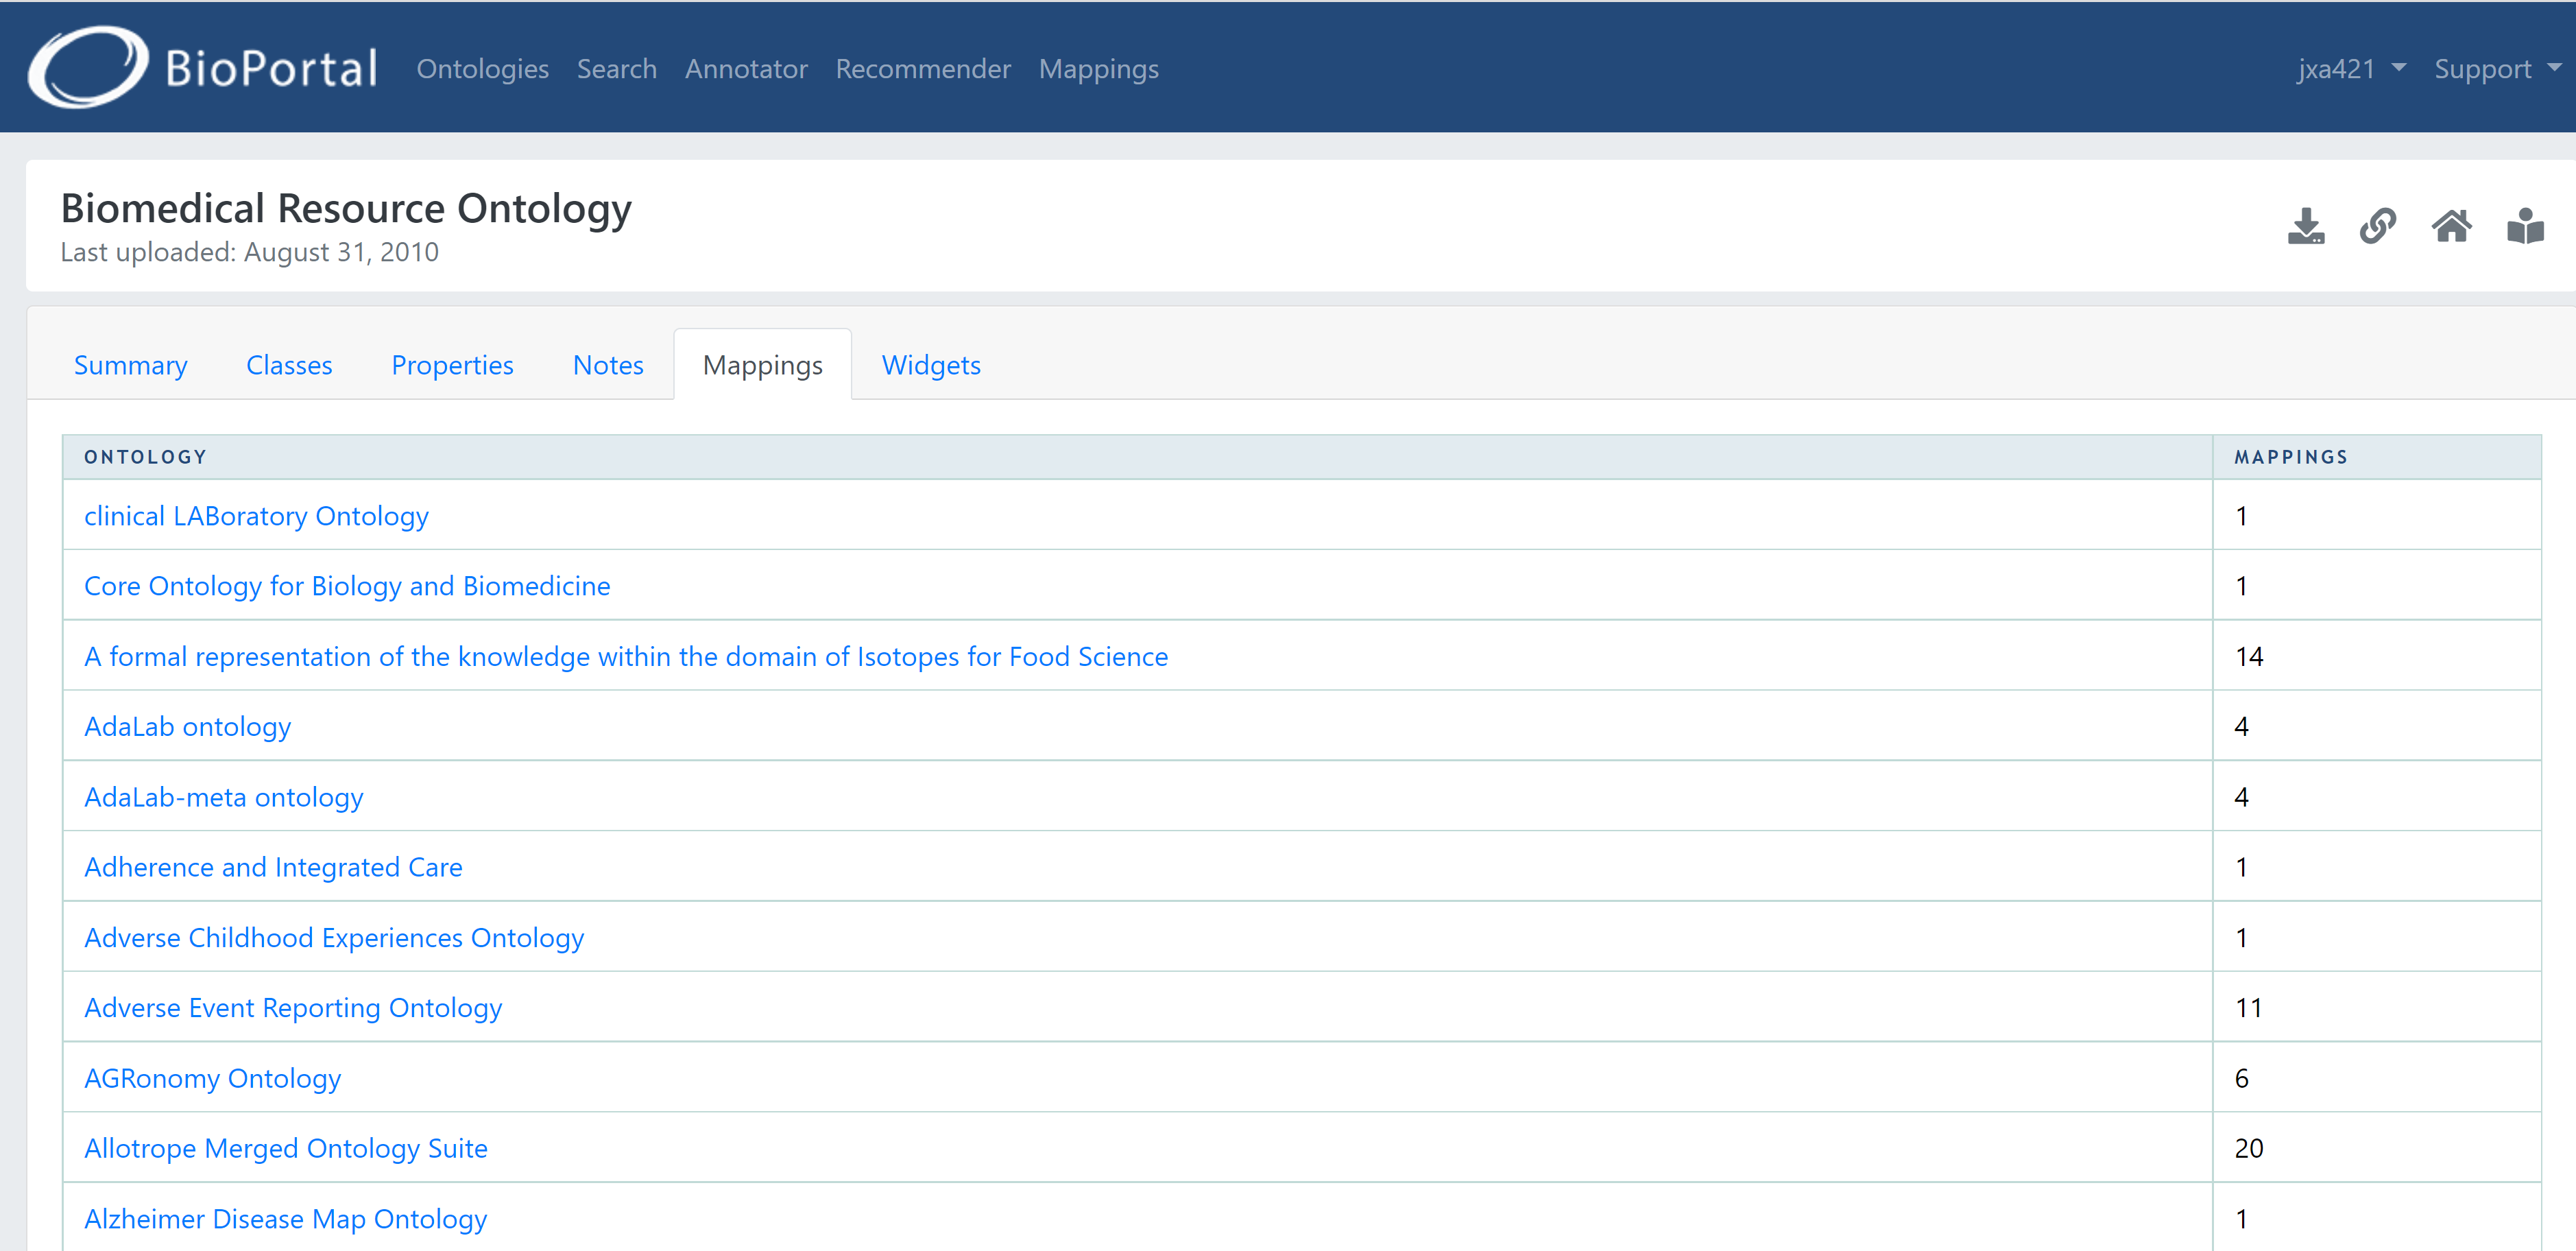 BioPortal Ontologies Search Annotator Recommender Mappings jxa421 Support
Biomedical Resource Ontology
Last uploaded: August 31, 2010
Summary Classes Properties Notes Mappings Widgets
ONTOLOGY MAPPINGS
clinical LABoratory Ontology 1
Core Ontology for Biology and Biomedicine 1
A formal representation of the knowledge within the domain of Isotopes for Food Science 14
AdaLab ontology 4
AdaLab-meta ontology 4
Adherence and Integrated Care 1
Adverse Childhood Experiences Ontology 1
Adverse Event Reporting Ontology 11
AGRonomy Ontology 6
Allotrope Merged Ontology Suite 20
Alzheimer Disease Map Ontology 1